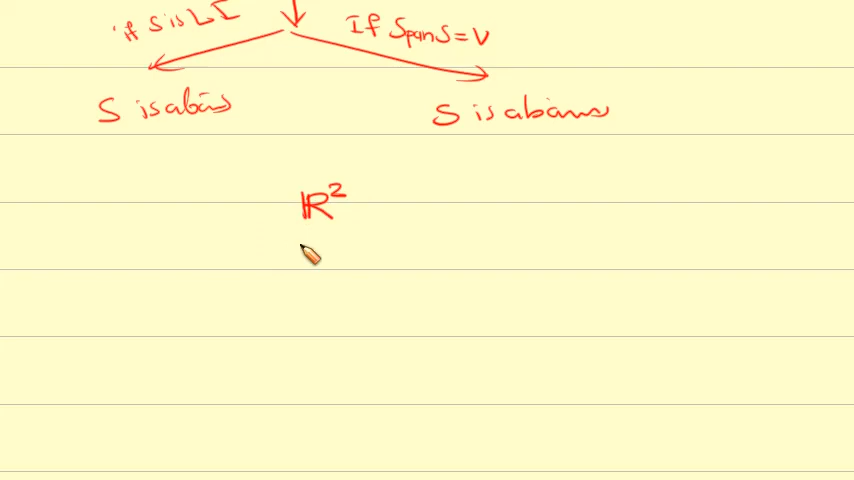 if S is LI If Span S = V
S is a basis S is a basis
ℝ²